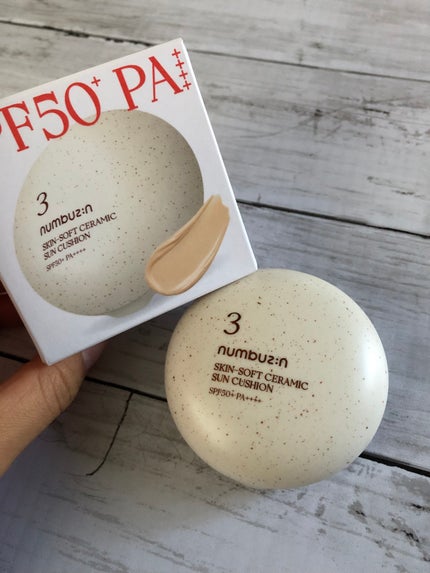 PF50+ PA++++
3
numbuz:n
SKIN-SOFT CERAMIC
SUN CUSHION
SPF50+ PA++++
3
numbuz:n
SKIN-SOFT CERAMIC
SUN CUSHION
SPF50+ PA++++